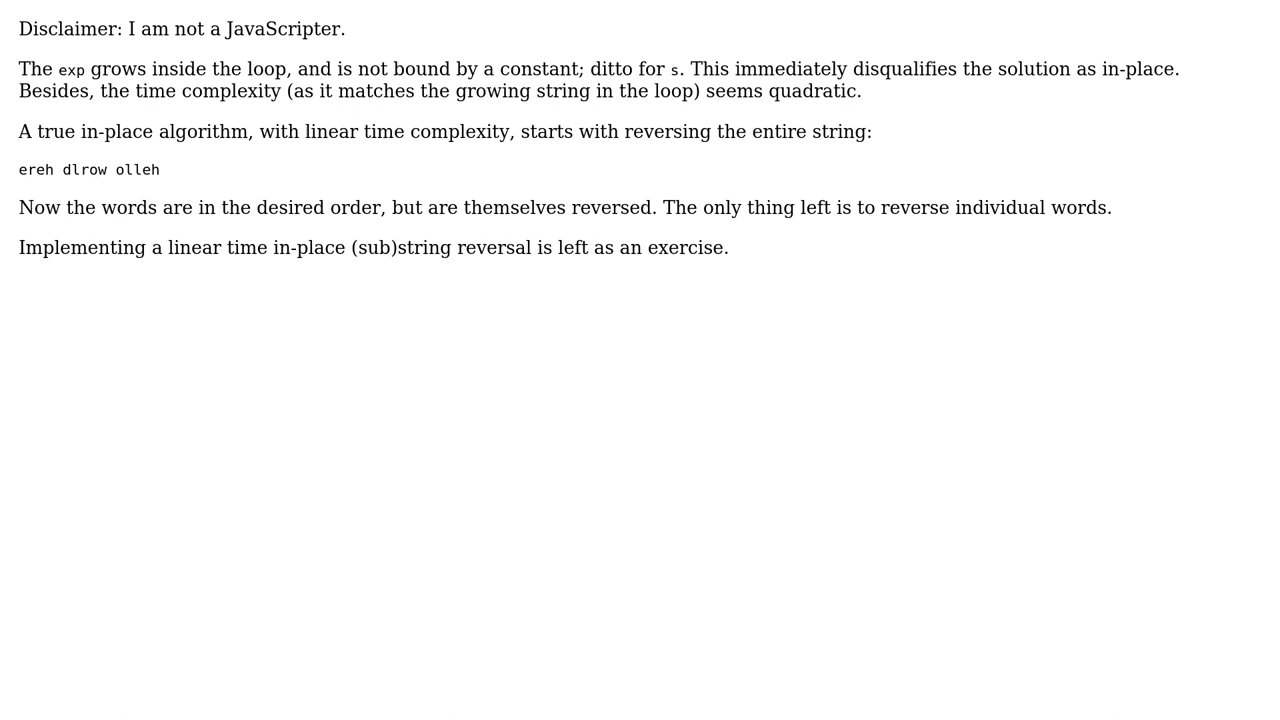 Disclaimer: I am not a JavaScripter.
The exp grows inside the loop, and is not bound by a constant; ditto for s. This immediately disqualifies the solution as in-place.
Besides, the time complexity (as it matches the growing string in the loop) seems quadratic.
A true in-place algorithm, with linear time complexity, starts with reversing the entire string:
ereh dlrow olleh
Now the words are in the desired order, but are themselves reversed. The only thing left is to reverse individual words.
Implementing a linear time in-place (sub)string reversal is left as an exercise.